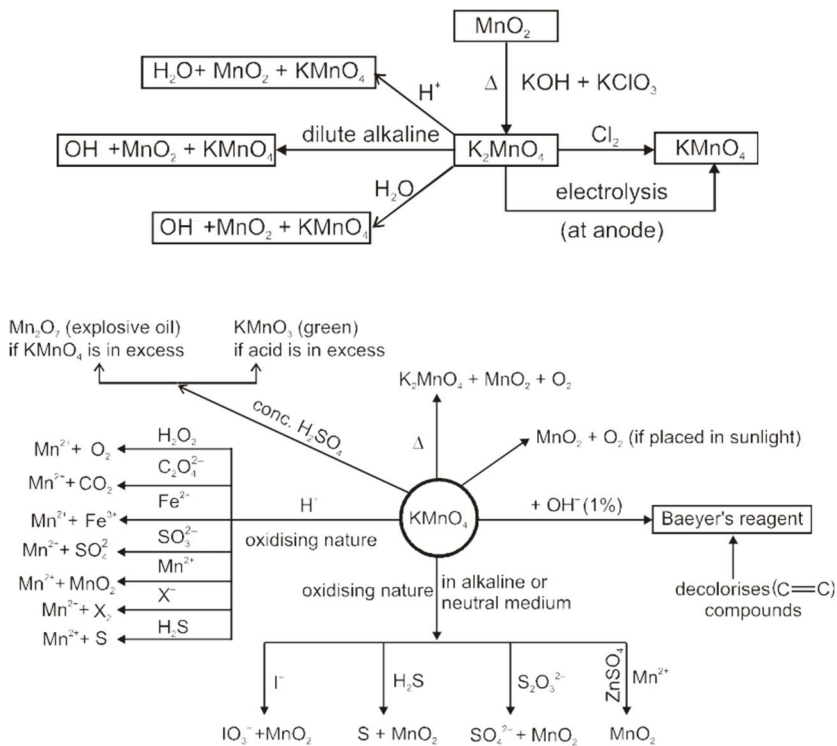 MnO₂
H₂O+ MnO₂ + KMnO₄
H⁺
Δ KOH + KClO₃
dilute alkaline
OH⁻+MnO₂ + KMnO₄
K₂MnO₄
Cl₂
KMnO₄
H₂O
electrolysis
(at anode)
OH⁻+MnO₂ + KMnO₄
Mn₂O₇ (explosive oil)
if KMnO₄ is in excess
KMnO₃ (green)
if acid is in excess
K₂MnO₄ + MnO₂ + O₂
conc. H₂SO₄
Δ
MnO₂ + O₂ (if placed in sunlight)
H₂O₂
Mn²⁺+ O₂
C₂O₄²⁻
Mn²⁺+CO₂
Fe²⁺
Mn²⁺+ Fe³⁺
SO₃²⁻
Mn²⁺+SO₄²
Mn²⁺
Mn²⁺+MnO₂
X⁻
Mn²⁺+ X₂
H₂S
Mn²⁺+ S
H⁺
oxidising nature
KMnO₄
+ OH⁻(1%)
Baeyer's reagent
decolorises(C=C)
compounds
oxidising nature
in alkaline or
neutral medium
I⁻
H₂S
S₂O₃²⁻
ZnSO₄
Mn²⁺
IO₃⁻+MnO₂
S + MnO₂
SO₄²⁻ + MnO₂
MnO₂